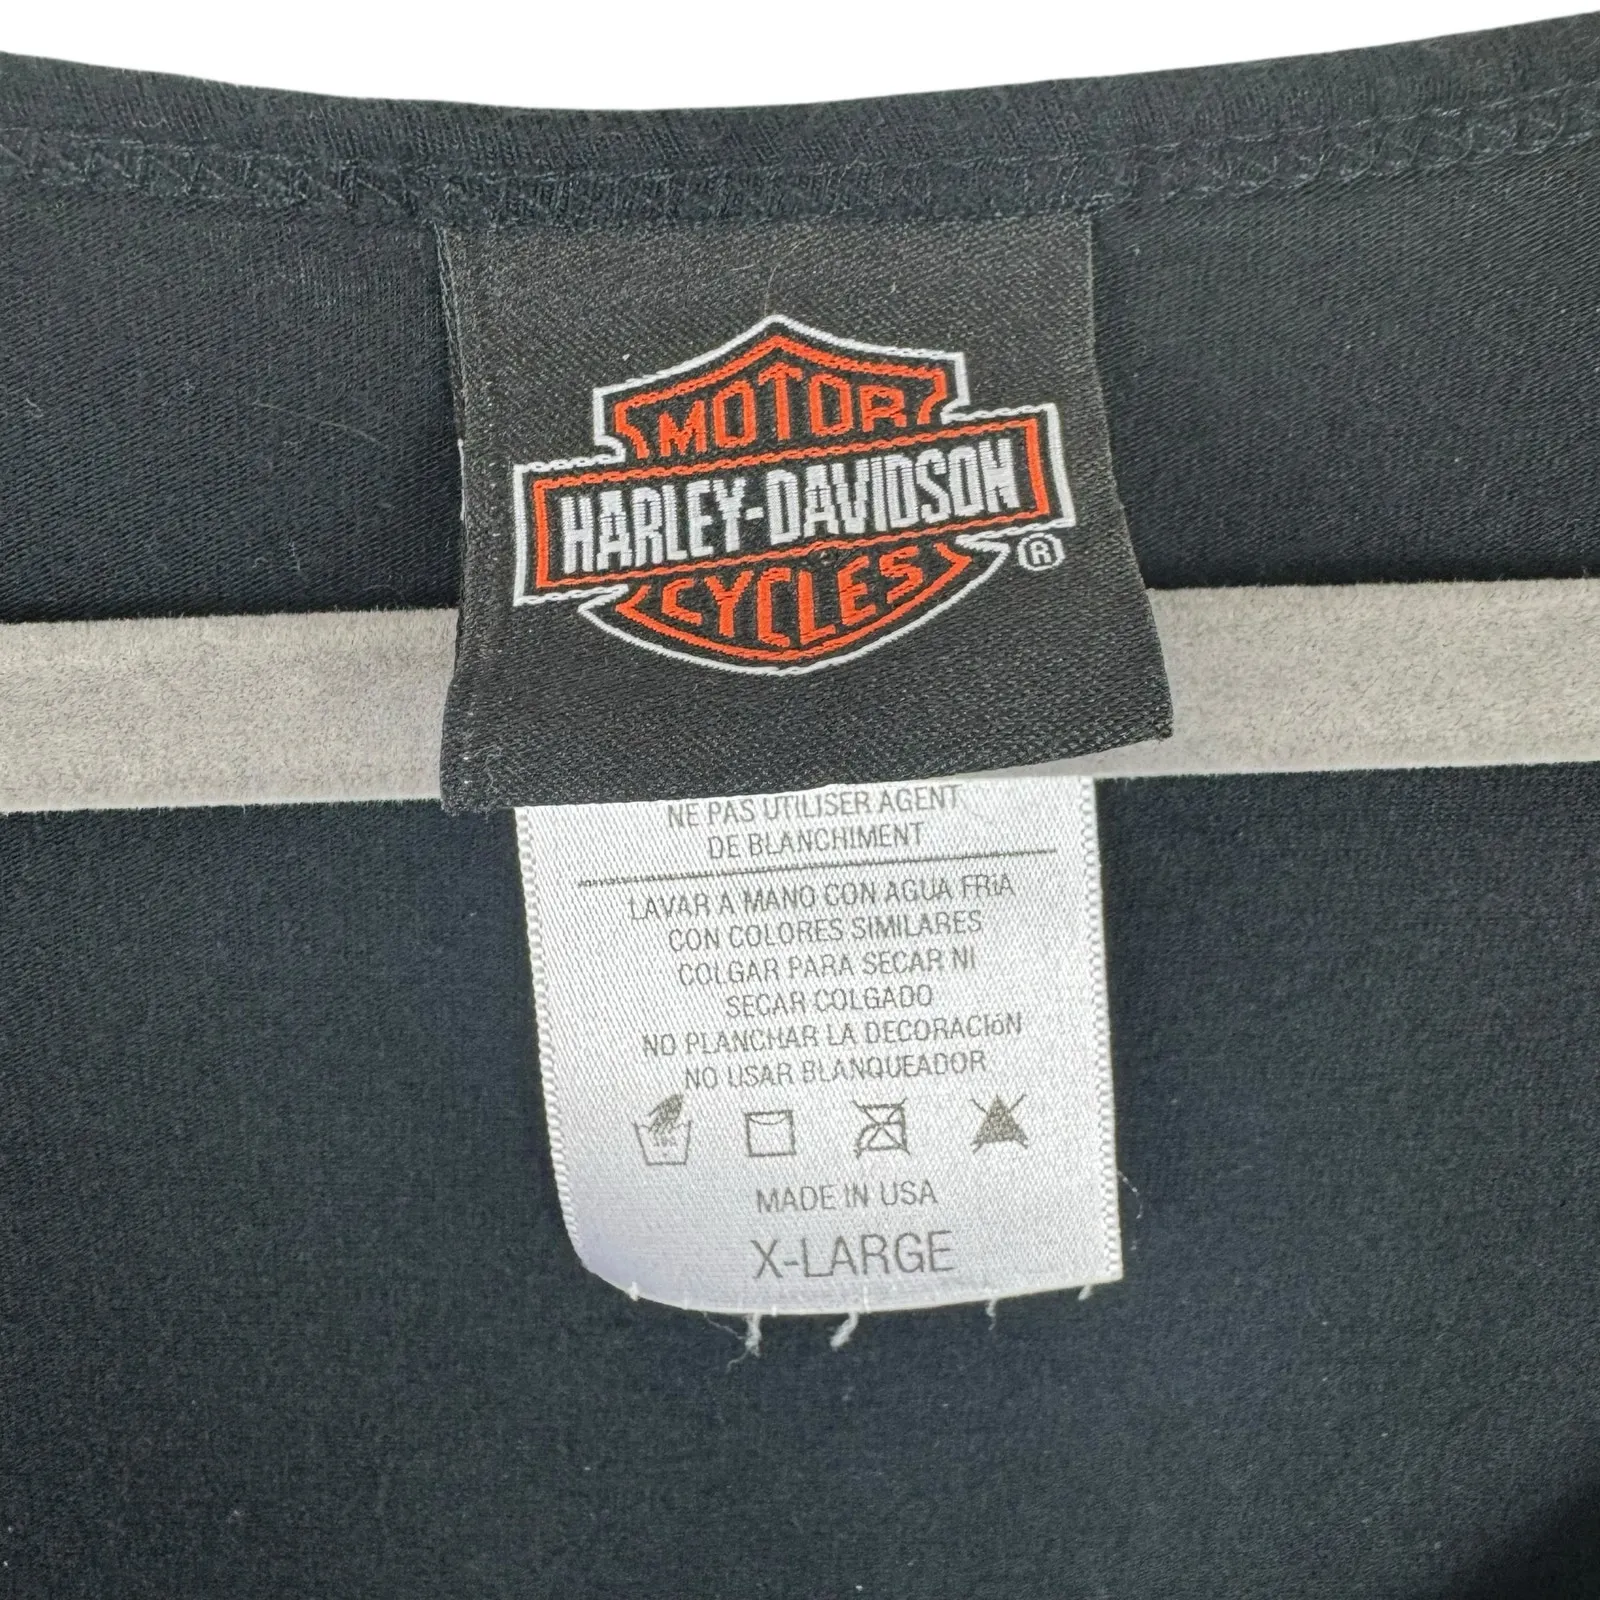 MOTOR
HARLEY-DAVIDSON
CYCLES
®
NE PAS UTILISER AGENT
DE BLANCHIMENT
LAVAR A MANO CON AGUA FRíA
CON COLORES SIMILARES
COLGAR PARA SECAR NI
SECAR COLGADO
NO PLANCHAR LA DECORACIóN
NO USAR BLANQUEADOR
MADE IN USA
X-LARGE